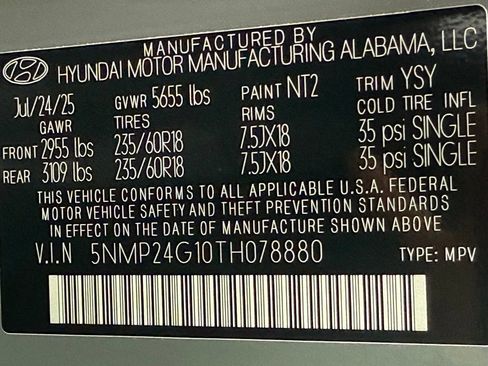 MANUFACTURED BY
HYUNDAI MOTOR MANUFACTURING ALABAMA, LLC
Jul/24/25 GVWR 5655 lbs PAINT NT2 TRIM YSY
GAWR TIRES RIMS COLD TIRE INFL
FRONT 2955 lbs 235/60R18 7.5JX18 35 psi SINGLE
REAR 3109 lbs 235/60R18 7.5JX18 35 psi SINGLE
THIS VEHICLE CONFORMS TO ALL APPLICABLE U.S.A. FEDERAL
MOTOR VEHICLE SAFETY AND THEFT PREVENTION STANDARDS
IN EFFECT ON THE DATE OF MANUFACTURE SHOWN ABOVE
V.I.N 5NMP24G10TH078880 TYPE: MPV